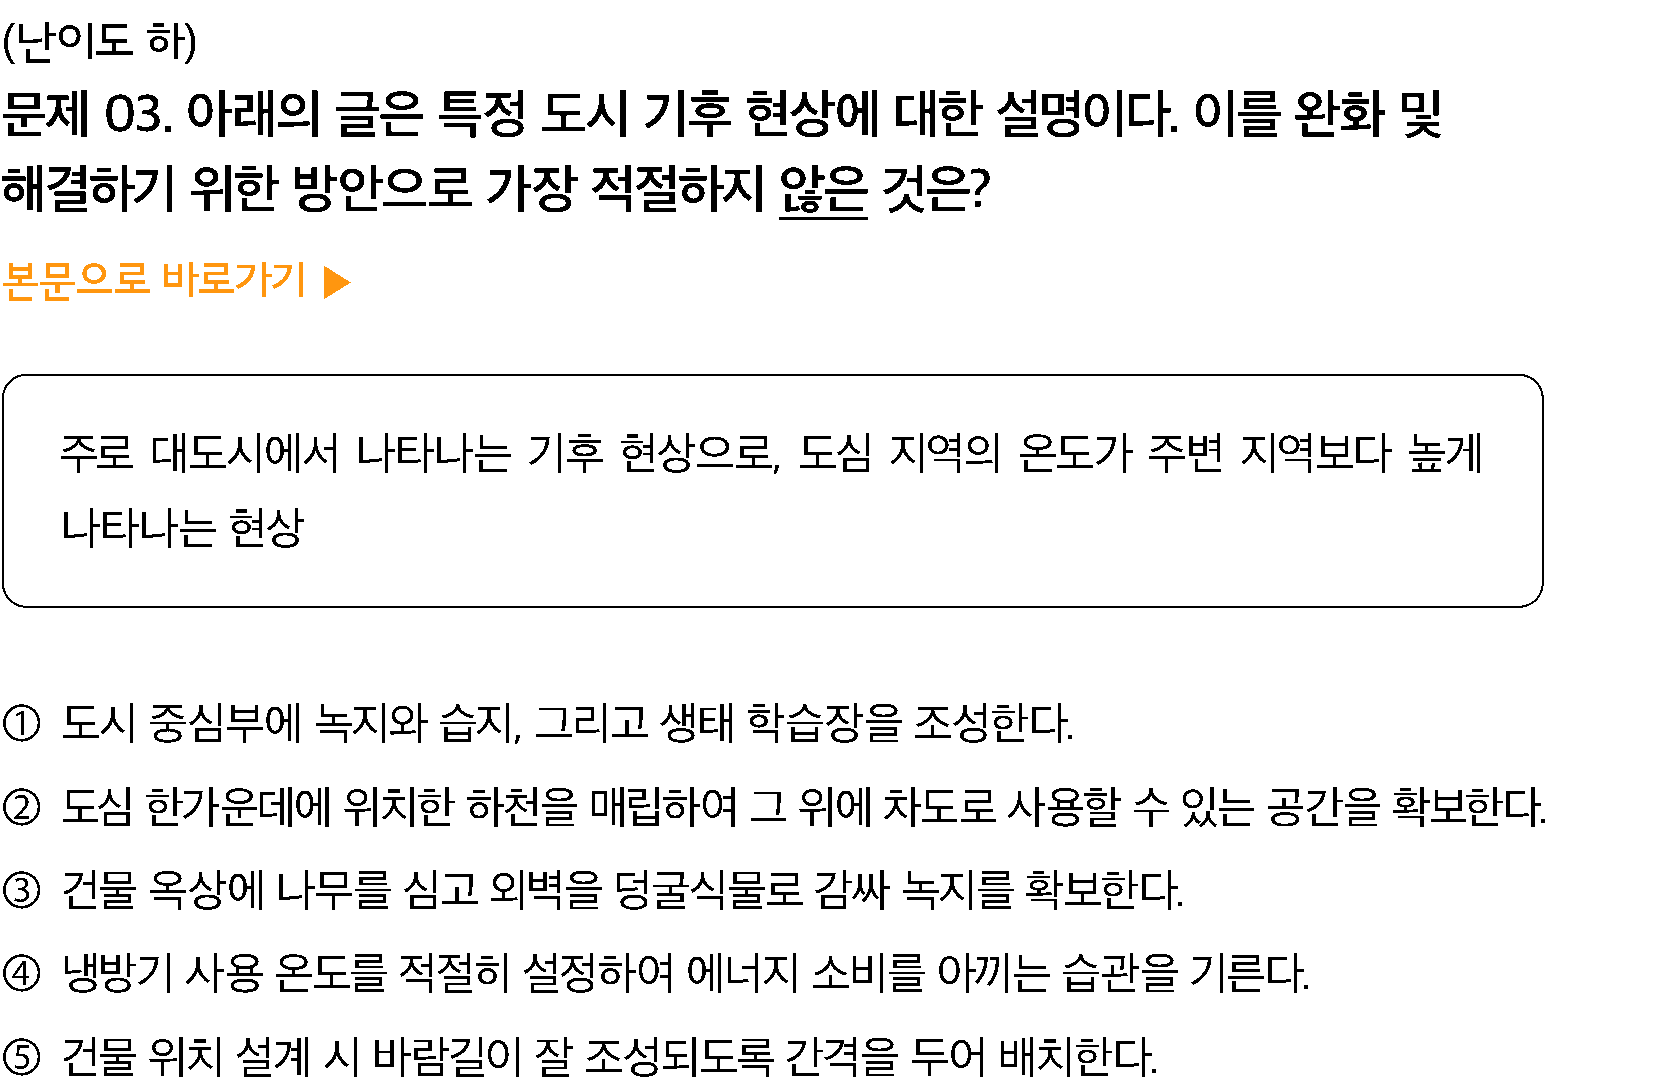 (난이도 하)
문제 03. 아래의 글은 특정 도시 기후 현상에 대한 설명이다. 이를 완화 및
해결하기 위한 방안으로 가장 적절하지 않은 것은?
본문으로 바로가기 ▶
주로 대도시에서 나타나는 기후 현상으로, 도심 지역의 온도가 주변 지역보다 높게
나타나는 현상
① 도시 중심부에 녹지와 습지, 그리고 생태 학습장을 조성한다.
② 도심 한가운데에 위치한 하천을 매립하여 그 위에 차도로 사용할 수 있는 공간을 확보한다.
③ 건물 옥상에 나무를 심고 외벽을 덩굴식물로 감싸 녹지를 확보한다.
④ 냉방기 사용 온도를 적절히 설정하여 에너지 소비를 아끼는 습관을 기른다.
⑤ 건물 위치 설계 시 바람길이 잘 조성되도록 간격을 두어 배치한다.